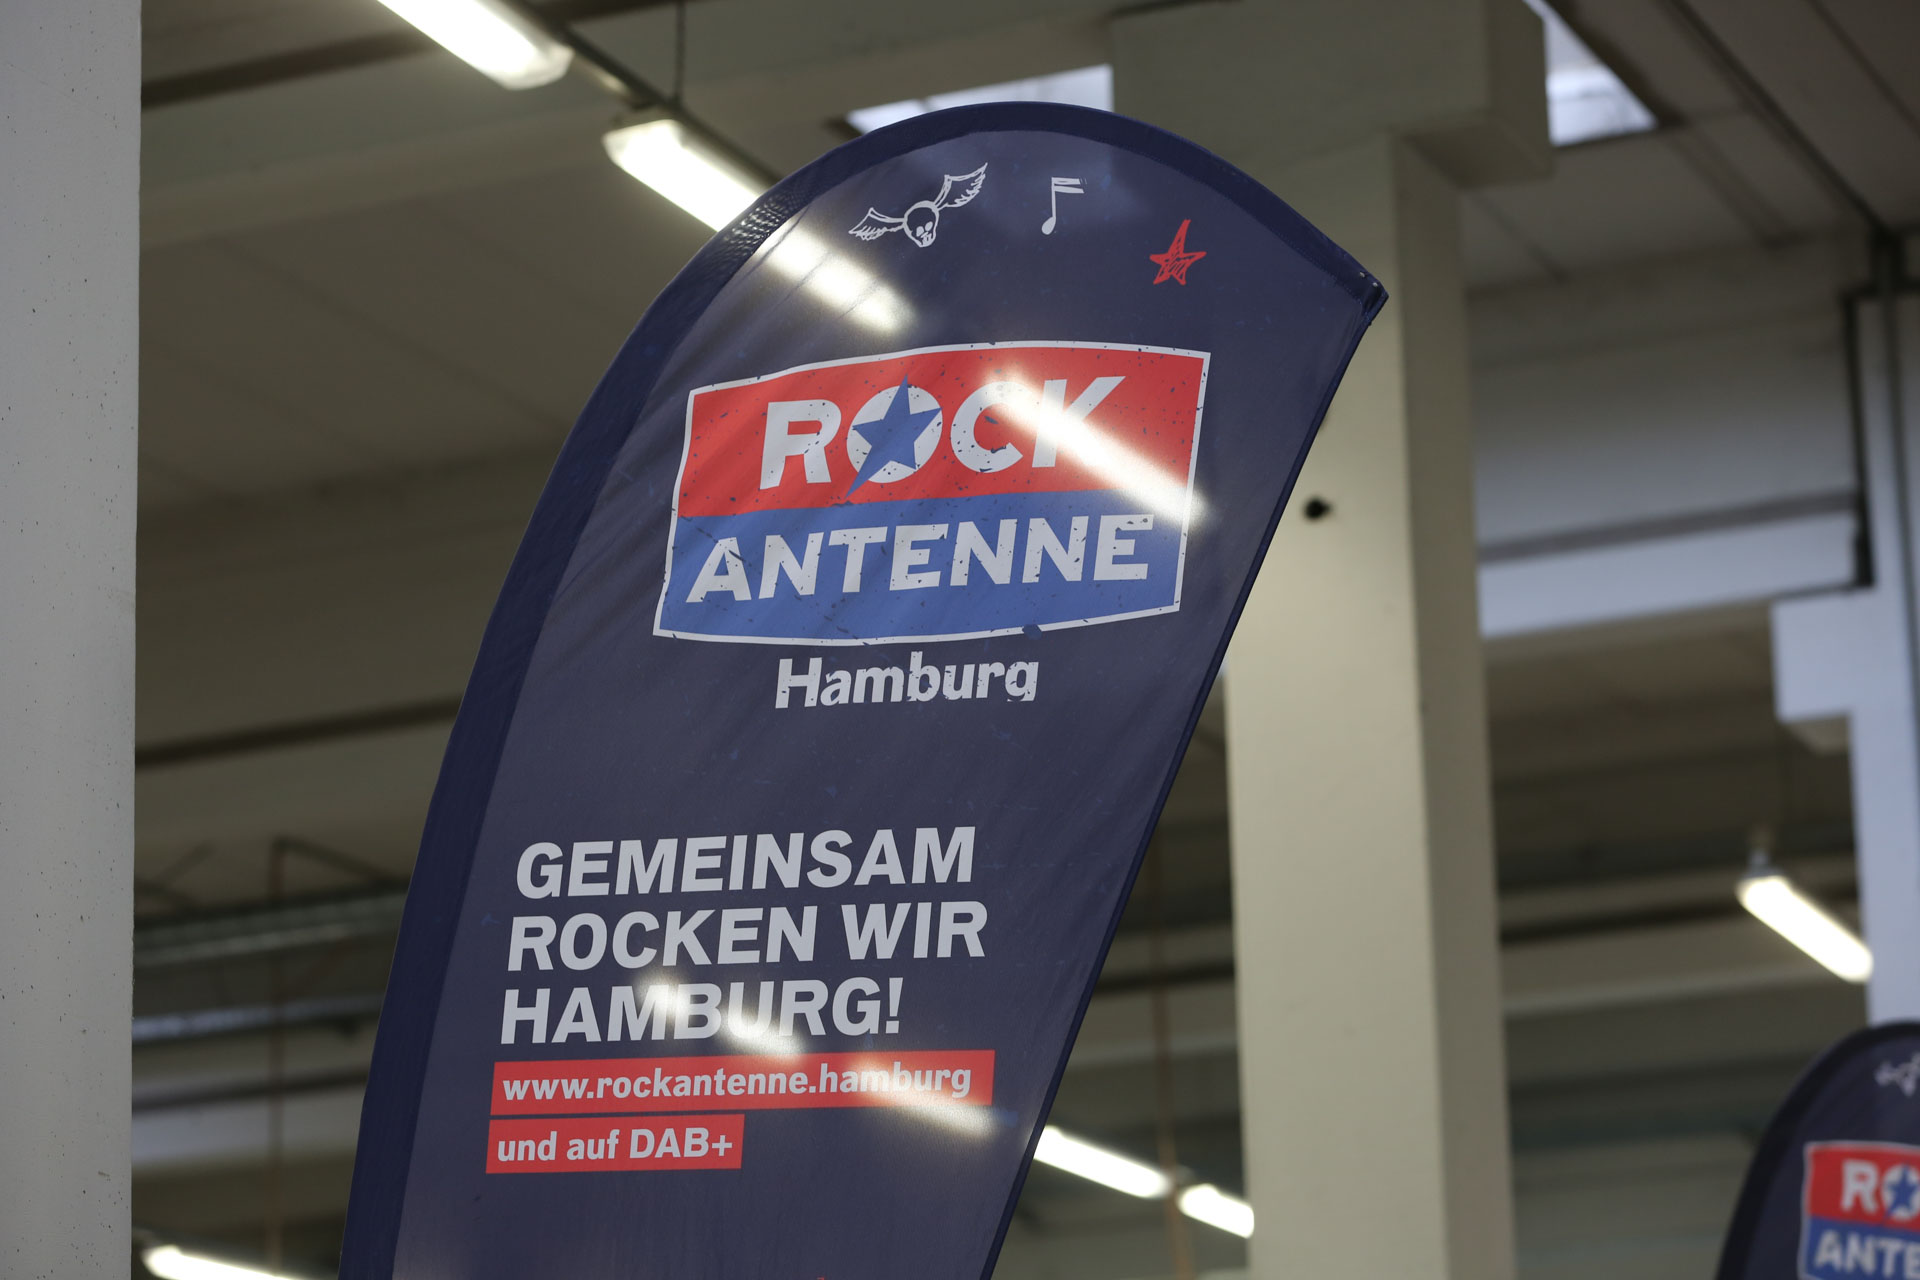 ROCK
ANTENNE
Hamburg
GEMEINSAM
ROCKEN WIR
HAMBURG!
www.rockantenne.hamburg
und auf DAB+